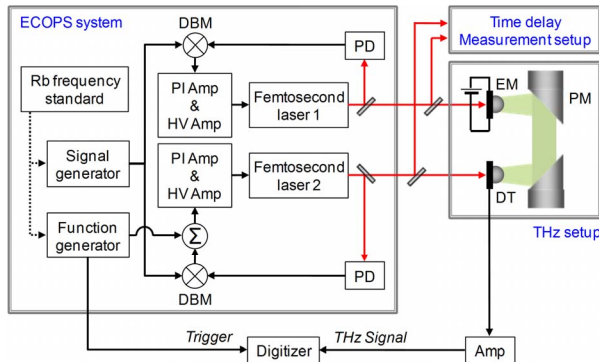 ECOPS system
DBM
PD
Time delay
Measurement setup
Rb frequency
standard
PI Amp
&
HV Amp
Femtosecond
laser 1
EM
PM
Signal
generator
PI Amp
&
HV Amp
Femtosecond
laser 2
DT
Function
generator
Σ
THz setup
DBM
PD
Trigger
Digitizer
THz Signal
Amp